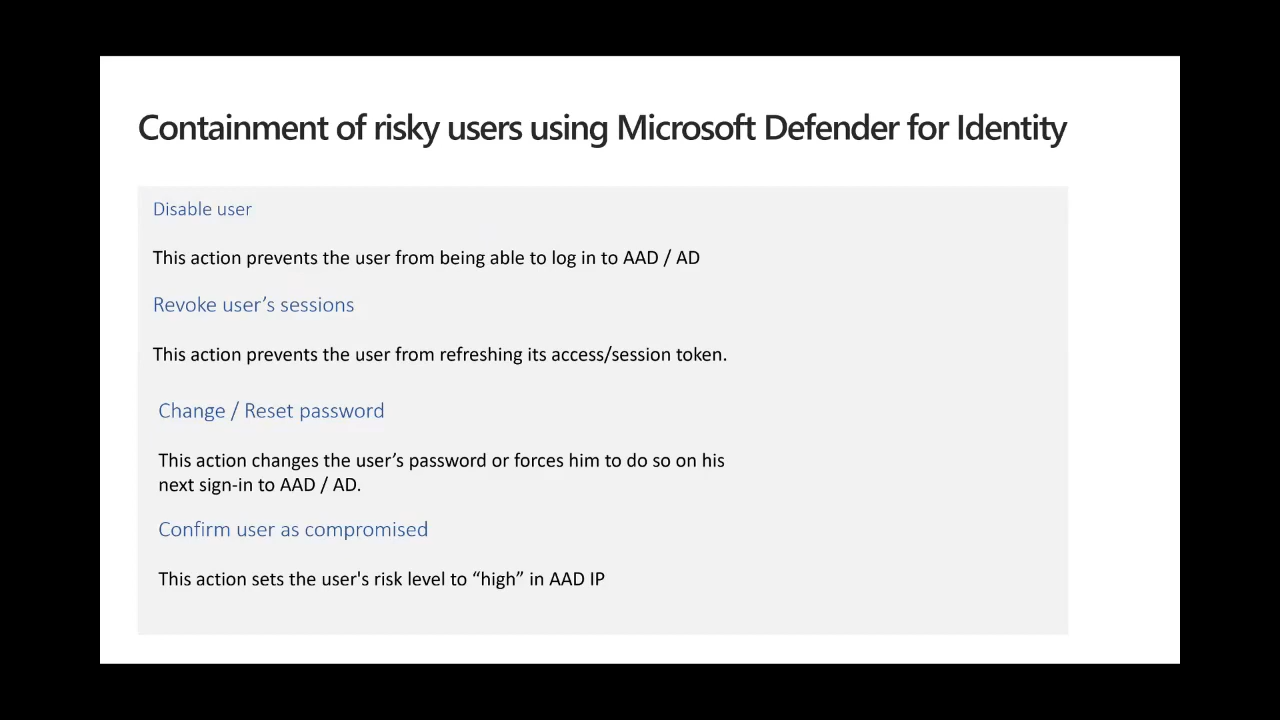 Containment of risky users using Microsoft Defender for Identity
Disable user
This action prevents the user from being able to log in to AAD / AD
Revoke user’s sessions
This action prevents the user from refreshing its access/session token.
Change / Reset password
This action changes the user’s password or forces him to do so on his
next sign-in to AAD / AD.
Confirm user as compromised
This action sets the user's risk level to “high” in AAD IP